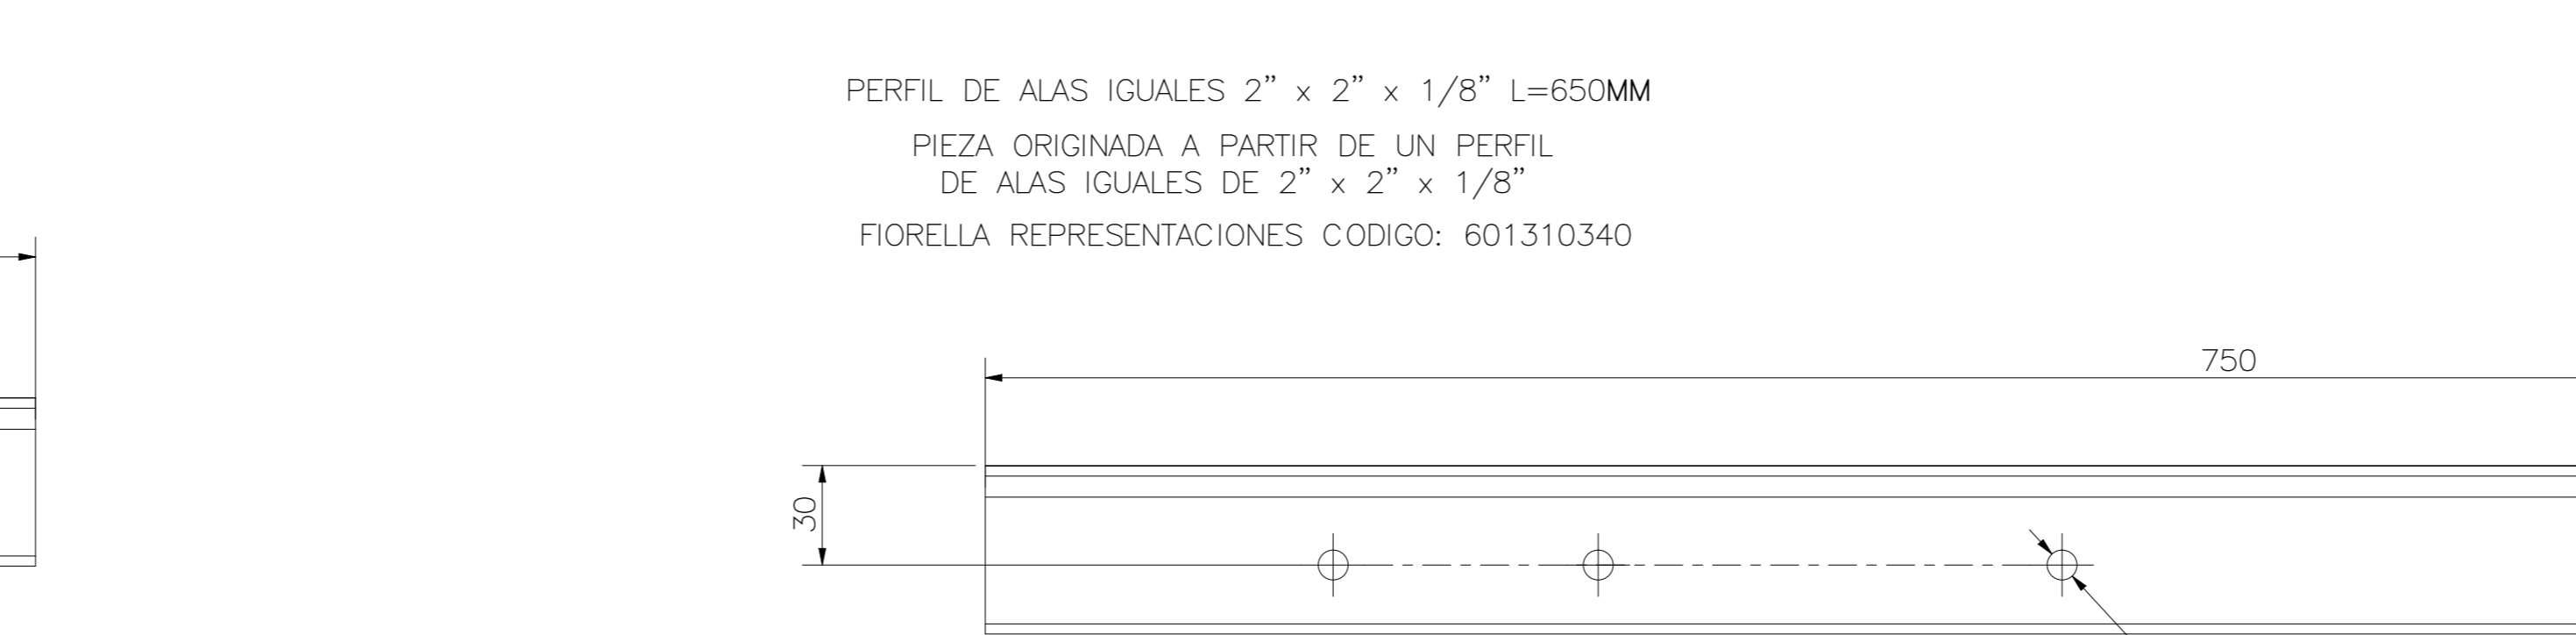 PERFIL DE ALAS IGUALES 2” x 2” x 1/8” L=650MM
PIEZA ORIGINADA A PARTIR DE UN PERFIL
DE ALAS IGUALES DE 2” x 2” x 1/8”
FIORELLA REPRESENTACIONES CODIGO: 601310340
750
30